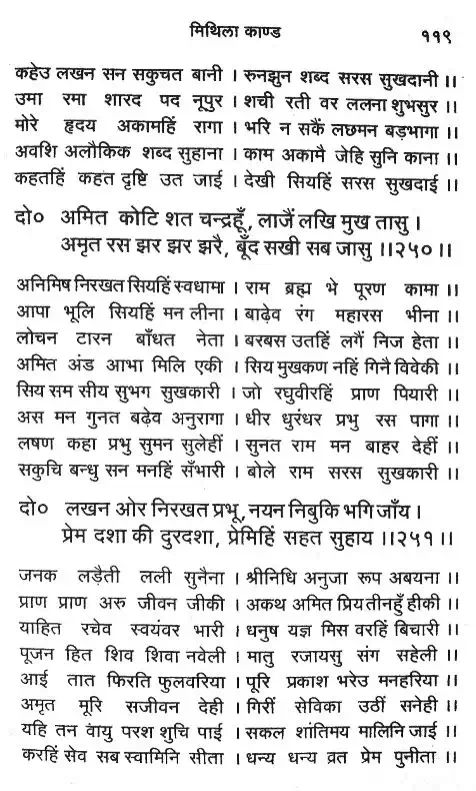 मिथिला काण्ड ११९
कहेउ लखन सन सकुचत बानी । रुनझुन शब्द सरस सुखदानी ।।
उमा रमा शारद पद नूपुर । शची रती वर ललना शुभसुर ।।
मोरे हृदय अकामहिं रागा । भरि न सकैं लछमन बड़भागा ।।
अवशि अलौकिक शब्द सुहाना । काम अकामै जेहि सुनि काना ।।
कहतहिं कहत दृष्टि उत जाई । देखी सियहिं सरस सुखदाई ।।
दो० अमित कोटि शत चन्द्रहूँ, लाजैं लखि मुख तासु ।
अमृत रस झर झर झरै, बूँद सखी सब जासु ।।२५०।।
अनिमिष निरखत सियहिं स्वधामा । राम ब्रह्म भे पूरण कामा ।।
आपा भूलि सियहिं मन लीना । बाढ़ेव रंग महारस भीना ।।
लोचन टारन बाँधत नेता । बरबस उतहिं लगैं निज हेता ।।
अमित अंड आभा मिलि एकी । सिय मुखकण नहिं गिनै विवेकी ।।
सिय सम सीय सुभग सुखकारी । जो रघुवीरहिं प्राण पियारी ।।
अस मन गुनत बढ़ेव अनुरागा । धीर धुरंधर प्रभु रस पागा ।।
लषण कहा प्रभु सुमन सुलेहीं । सुनत राम मन बाहर देहीं ।।
सकुचि बन्धु सन मनहिं सँभारी । बोले राम सरस सुखकारी ।।
दो० लखन ओर निरखत प्रभू, नयन निबुकि भगि जाँय ।
प्रेम दशा की दुरदशा, प्रेमिहिं सहत सुहाय ।।२५१।।
जनक लड़ैती लली सुनैना । श्रीनिधि अनुजा रूप अबयना ।।
प्राण प्राण अरु जीवन जीकी । अकथ अमित प्रिय तीनहुँ हीकी ।।
याहित रचेव स्वयंवर भारी । धनुष यज्ञ मिस वरहिं बिचारी ।।
पूजन हित शिव शिवा नवेली । मातु रजायसु संग सहेली ।।
आई तात फिरति फुलवरिया । पूरि प्रकाश भरेउ मनहरिया ।।
अमृत मूरि सजीवन देही । गिरीं सेविका उठीं सनेही ।।
यहि तन वायु परश शुचि पाई । सकल शांतिमय मालिनि जाई ।।
करहिं सेव सब स्वामिनि सीता । धन्य धन्य व्रत प्रेम पुनीता ।।